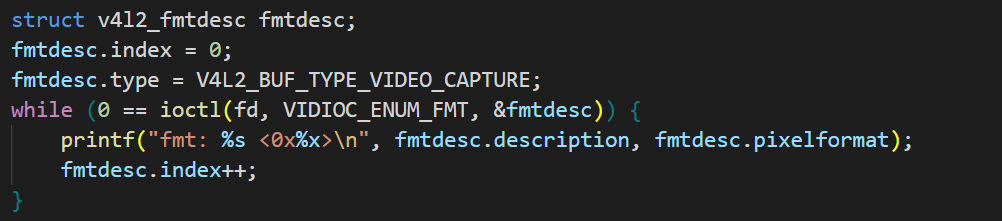 struct v4l2_fmtdesc fmtdesc;
fmtdesc.index = 0;
fmtdesc.type = V4L2_BUF_TYPE_VIDEO_CAPTURE;
while (0 == ioctl(fd, VIDIOC_ENUM_FMT, &fmtdesc)) {
    printf("fmt: %s <0x%x>\n", fmtdesc.description, fmtdesc.pixelformat);
    fmtdesc.index++;
}